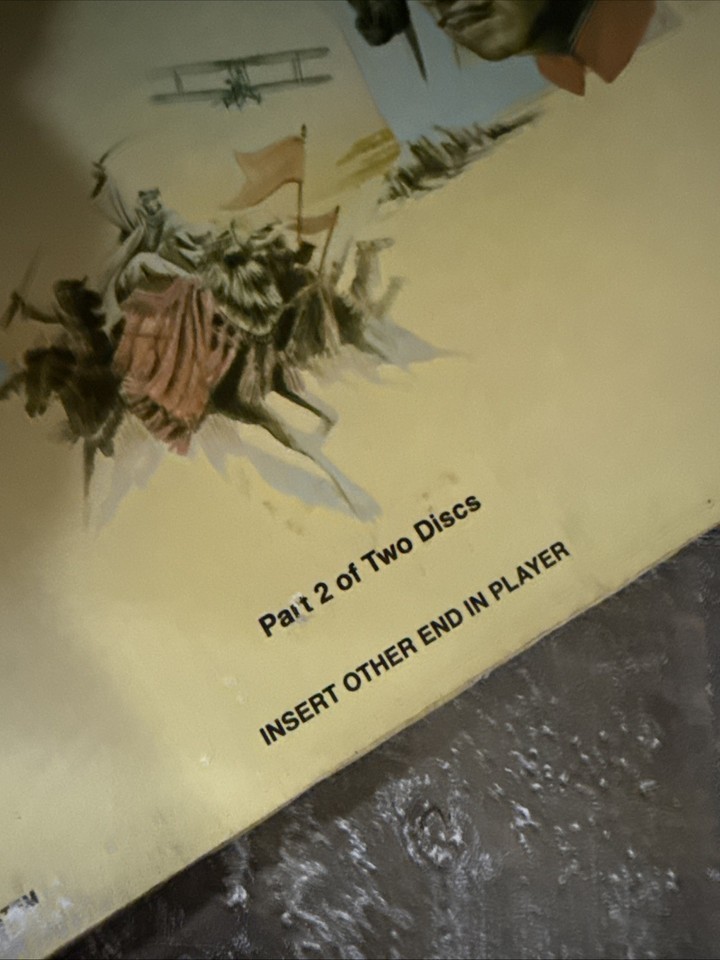 Part 2 of Two Discs
INSERT OTHER END IN PLAYER